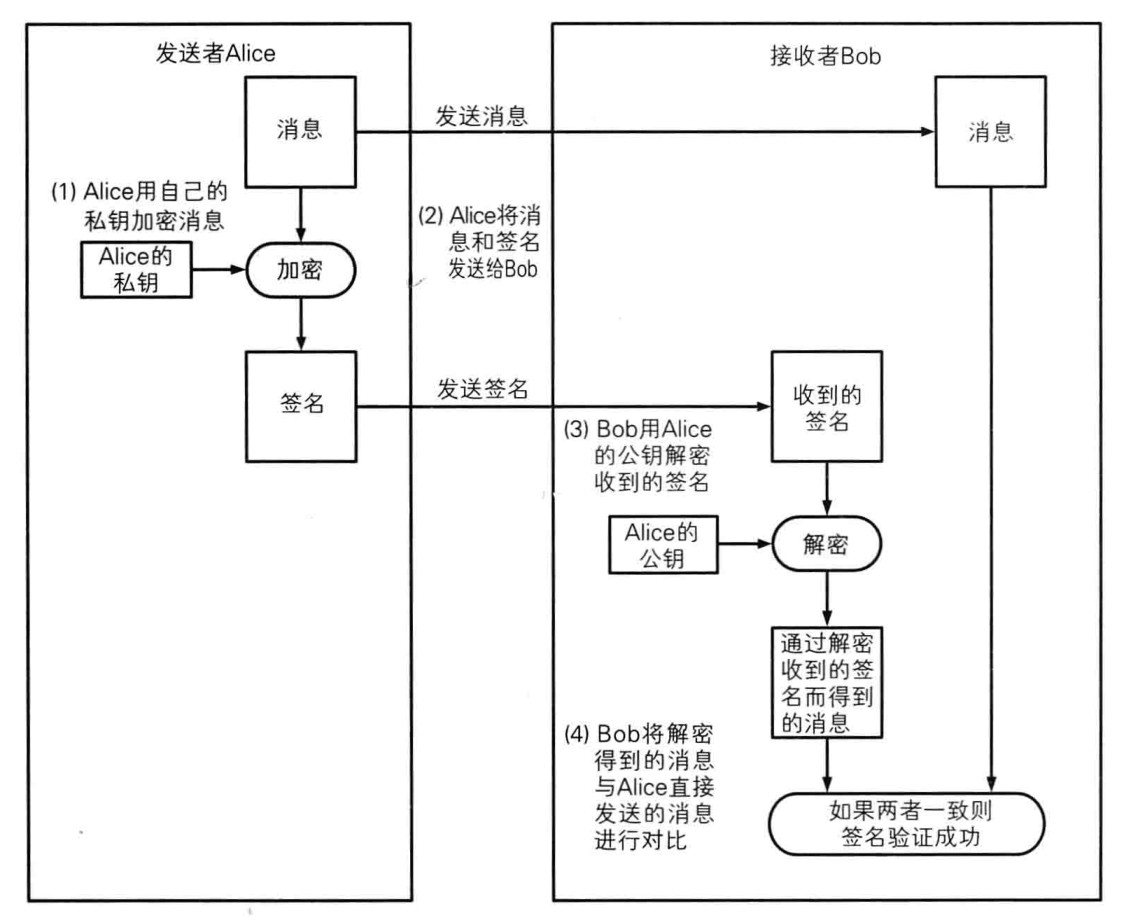 发送者Alice
接收者Bob
消息
发送消息
消息
(1) Alice用自己的
私钥加密消息
(2) Alice将消
息和签名
发送给Bob
Alice的
私钥
加密
签名
发送签名
收到的
签名
(3) Bob用Alice
的公钥解密
收到的签名
Alice的
公钥
解密
通过解密
收到的签
名而得到
的消息
(4) Bob将解密
得到的消息
与Alice直接
发送的消息
进行对比
如果两者一致则
签名验证成功